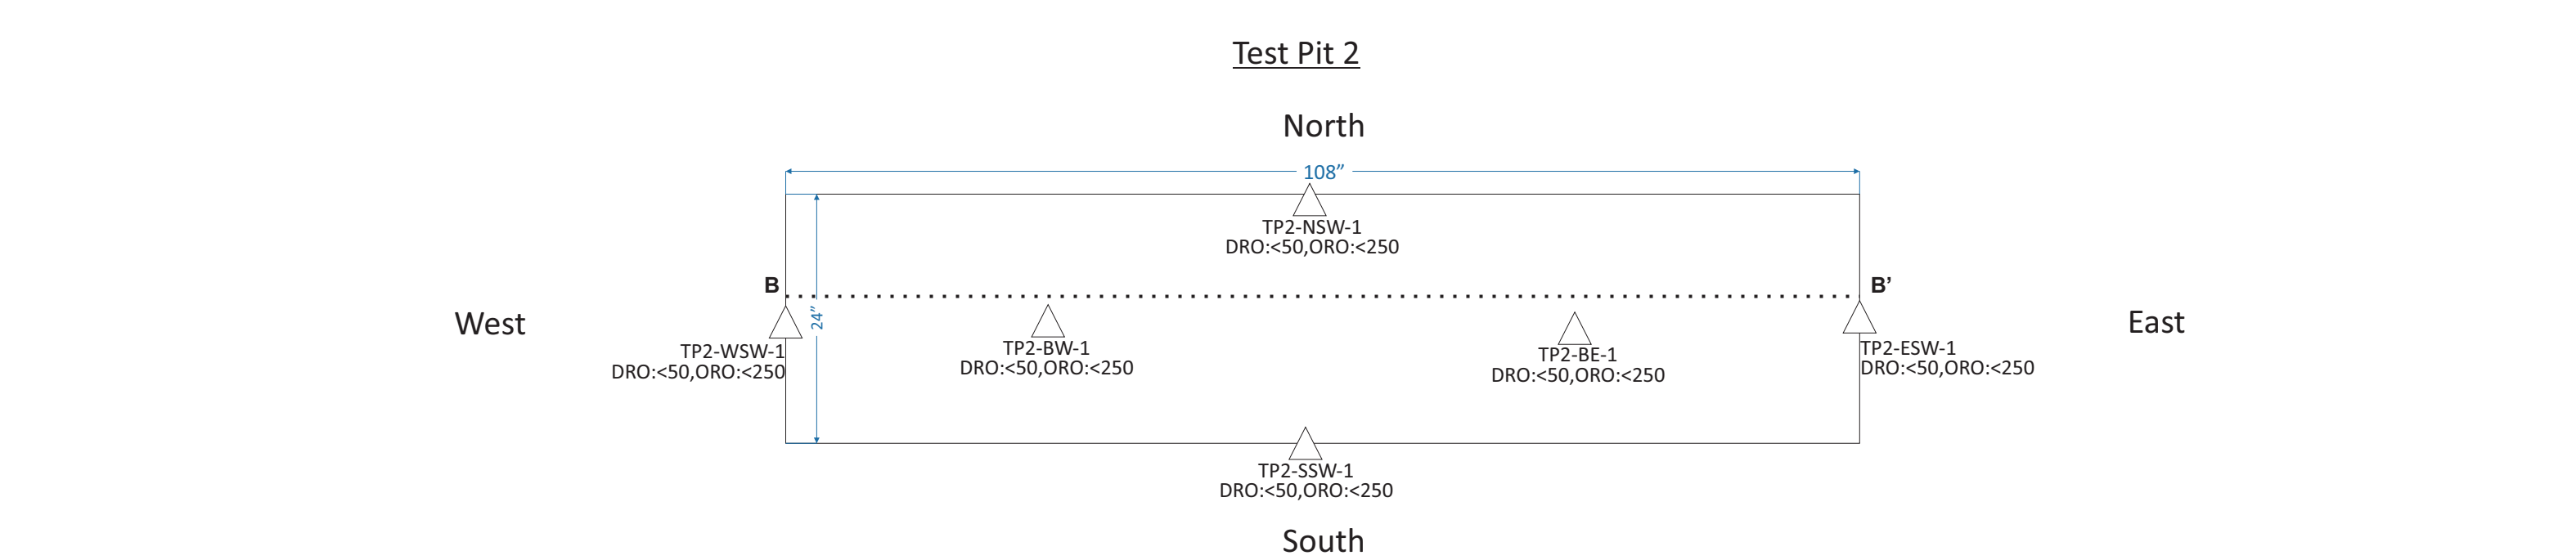 Test Pit 2
North
108”
TP2-NSW-1
DRO:<50,ORO:<250
B
B’
West
24”
East
TP2-WSW-1
DRO:<50,ORO:<250
TP2-BW-1
DRO:<50,ORO:<250
TP2-BE-1
DRO:<50,ORO:<250
TP2-ESW-1
DRO:<50,ORO:<250
TP2-SSW-1
DRO:<50,ORO:<250
South